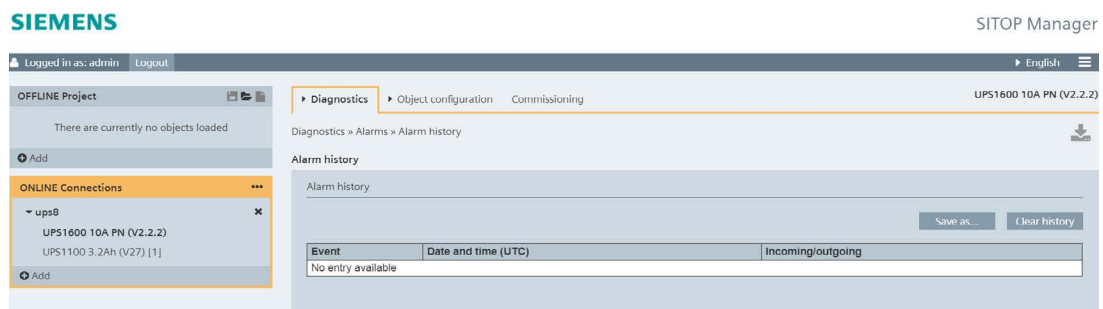 SIEMENS
SITOP Manager
Logged in as: admin Logout
English
OFFLINE Project
There are currently no objects loaded
Add
ONLINE Connections
ups8
UPS1600 10A PN (V2.2.2)
UPS1100 3.2Ah (V27) [1]
Add
Diagnostics Object configuration Commissioning
UPS1600 10A PN (V2.2.2)
Diagnostics » Alarms » Alarm history
Alarm history
Alarm history
Save as... Clear history
Event Date and time (UTC) Incoming/outgoing
No entry available